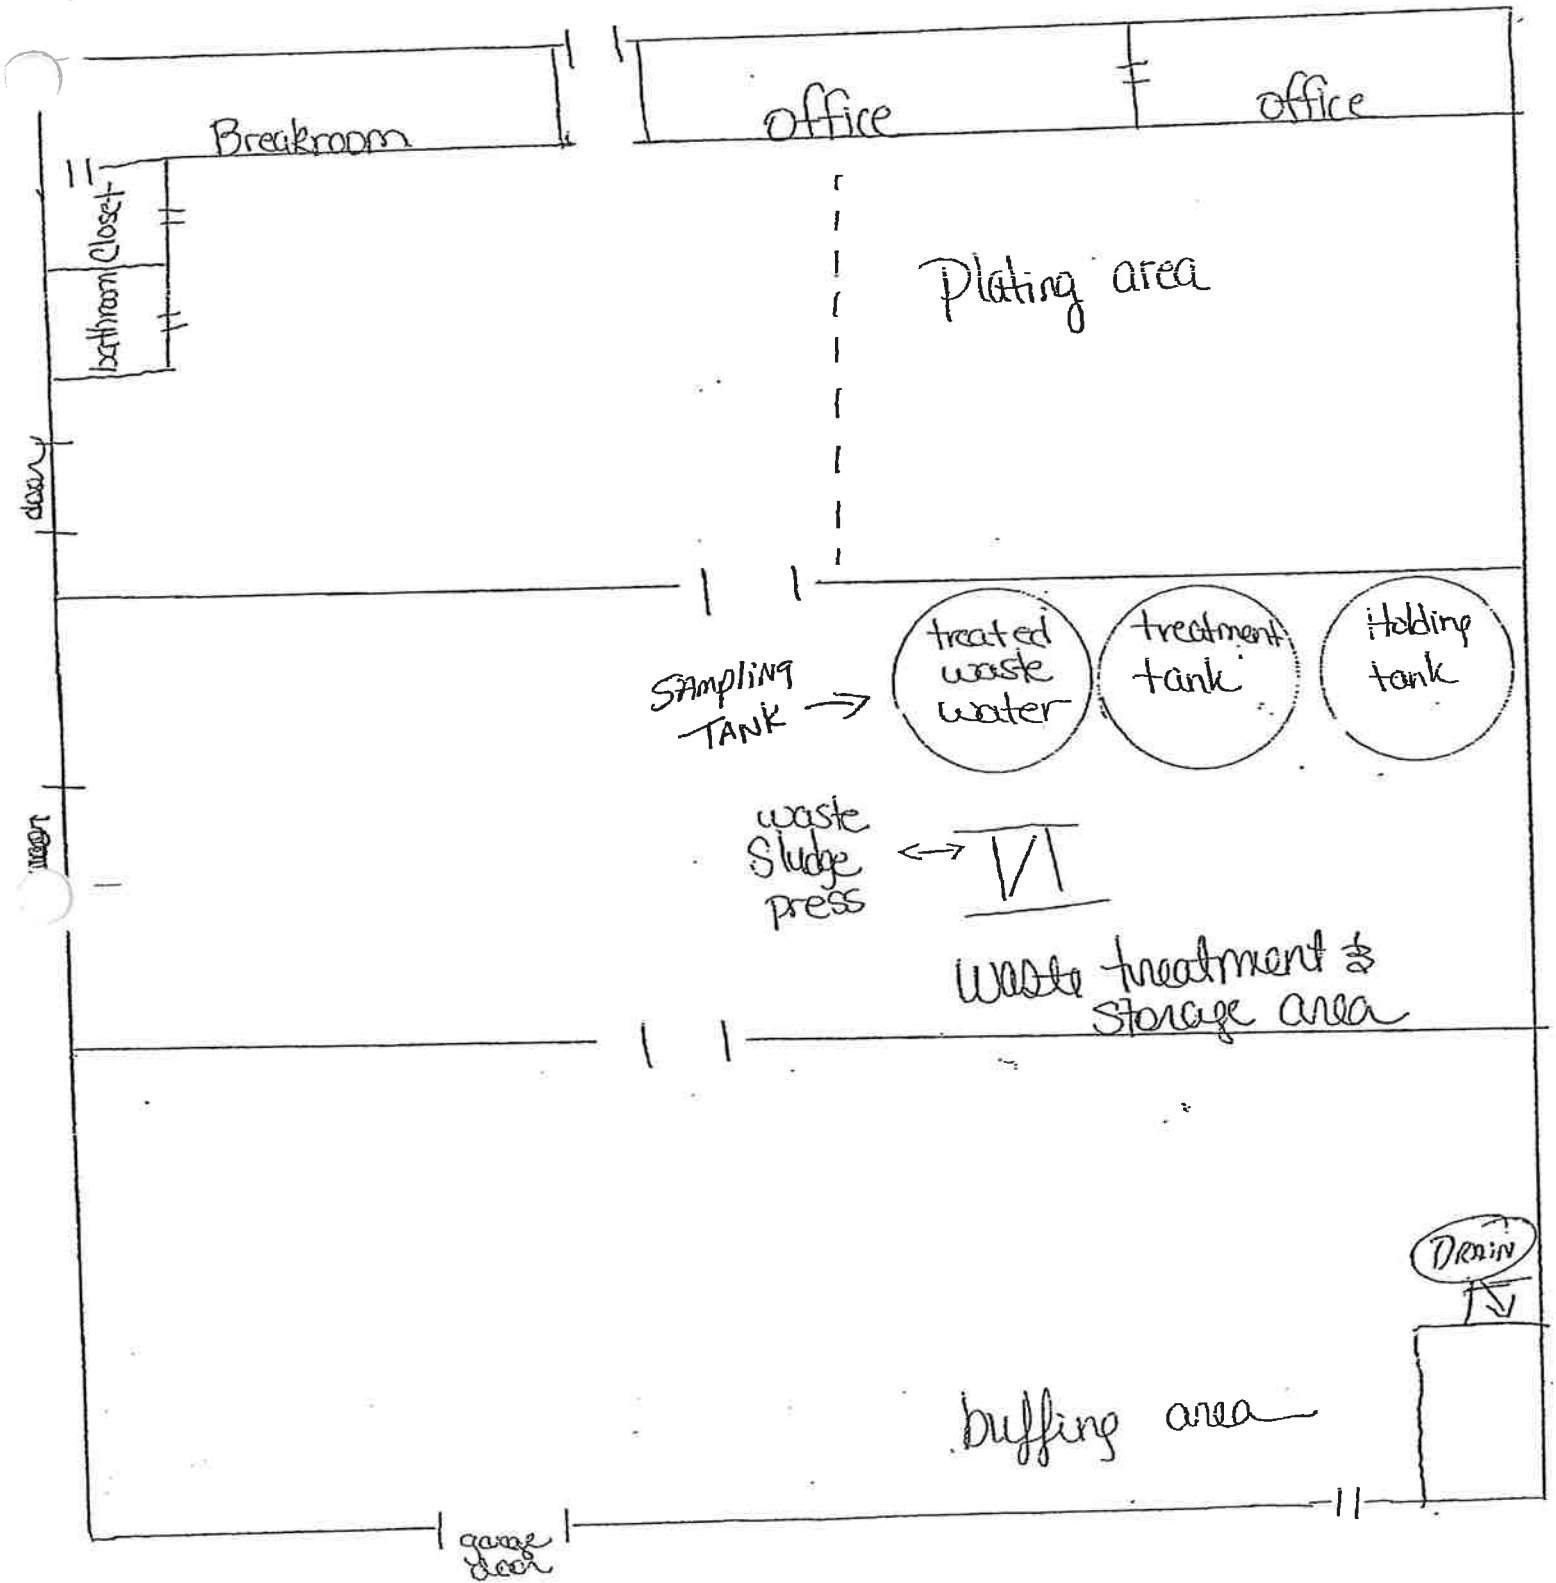 Breakroom
office
office
Closet
bathroom
Plating area
door
treated
waste
water
treatment
tank
Holding
tank
SAMPLING
TANK
waste
Sludge
press
door
waste treatment &
storage area
DRAIN
buffing area
garage
door